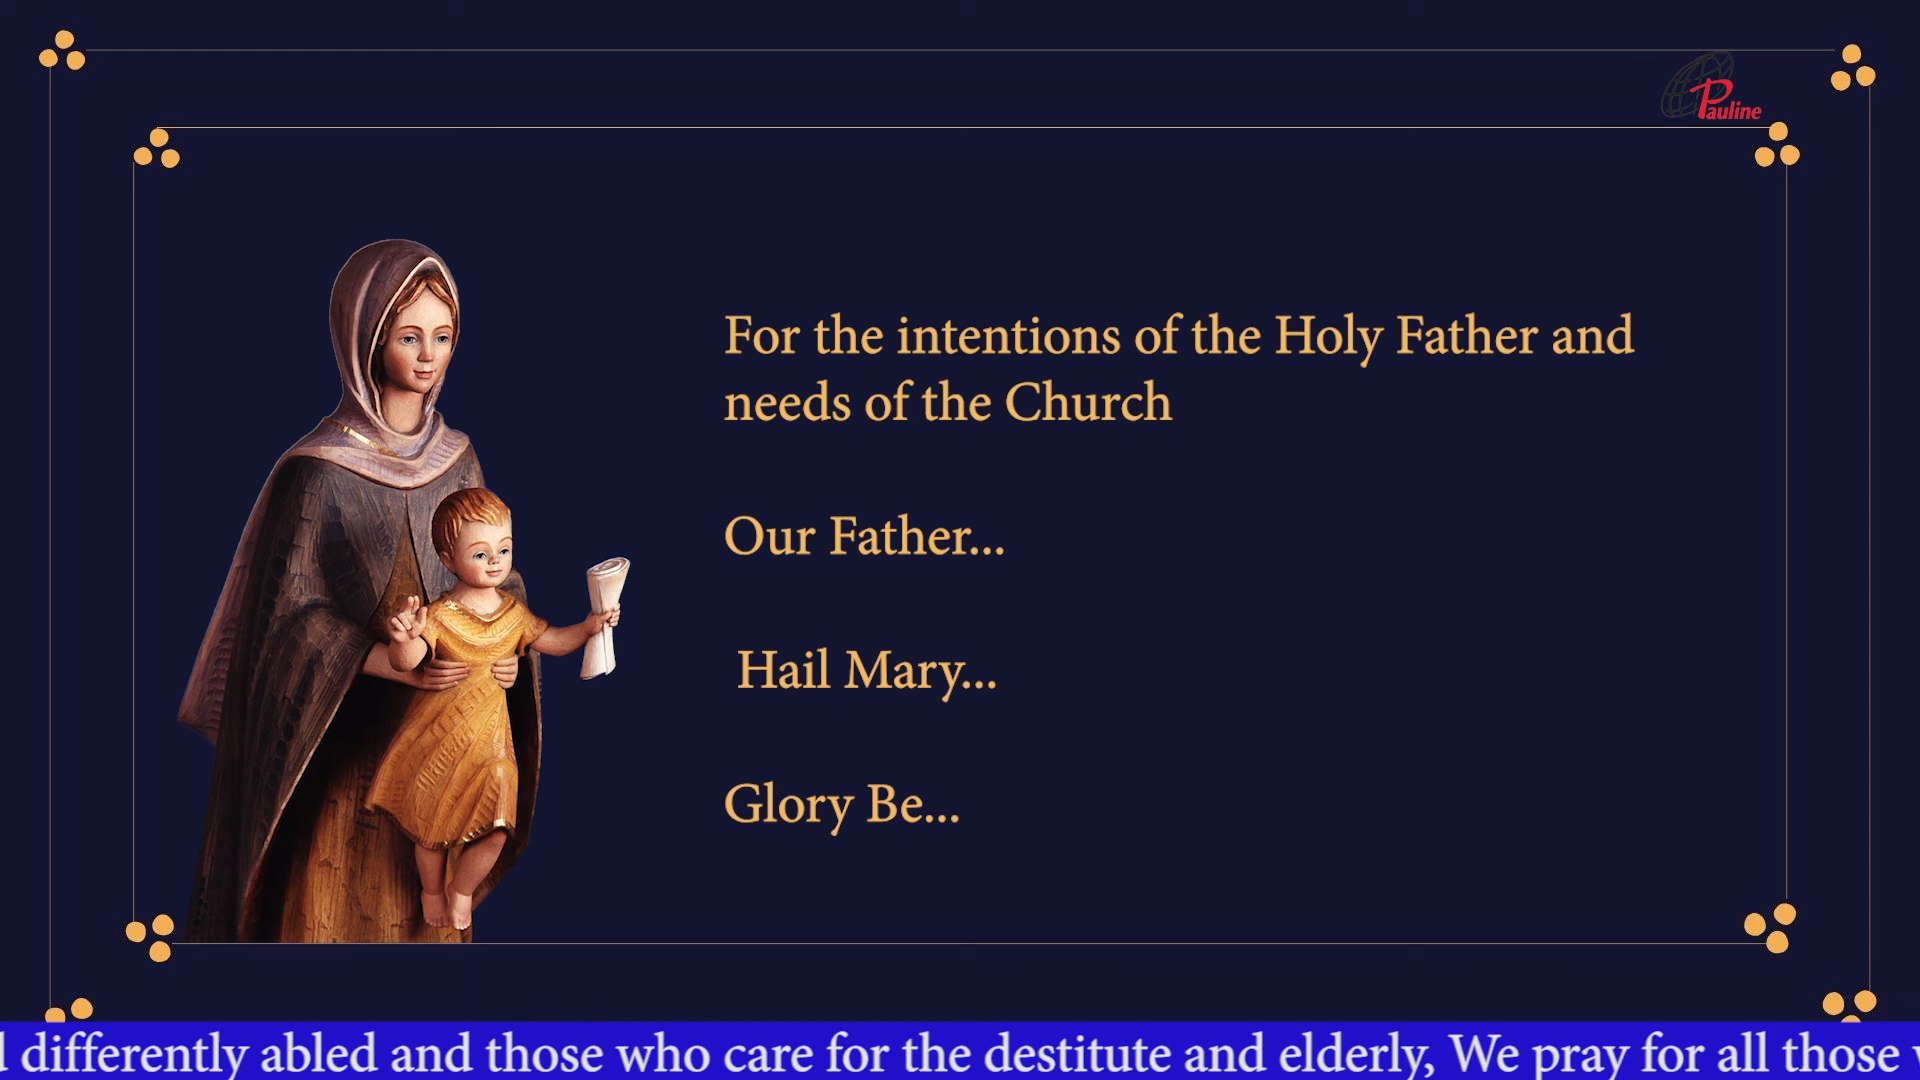 Pauline
For the intentions of the Holy Father and
needs of the Church
Our Father...
Hail Mary...
Glory Be...
differently abled and those who care for the destitute and elderly, We pray for all those